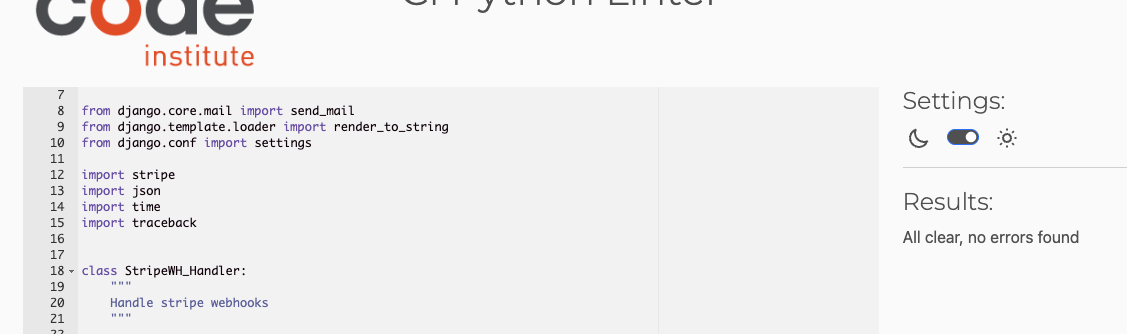 code
institute
CI Python Linter
7
8 from django.core.mail import send_mail
9 from django.template.loader import render_to_string
10 from django.conf import settings
11
12 import stripe
13 import json
14 import time
15 import traceback
16
17
18 class StripeWH_Handler:
19 """
20 Handle stripe webhooks
21 """
22
Settings:
Results:
All clear, no errors found